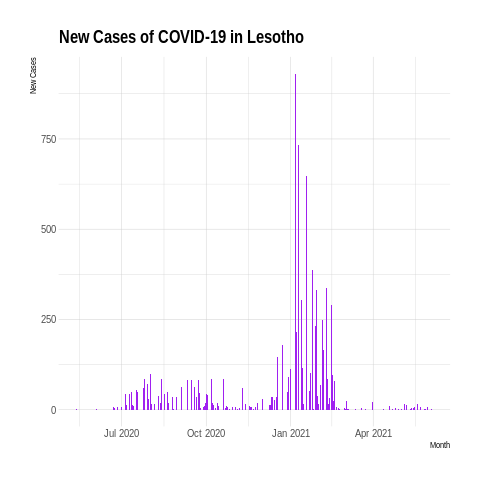 New Cases of COVID-19 in Lesotho
New Cases
750
500
250
0
Jul 2020 Oct 2020 Jan 2021 Apr 2021
Month